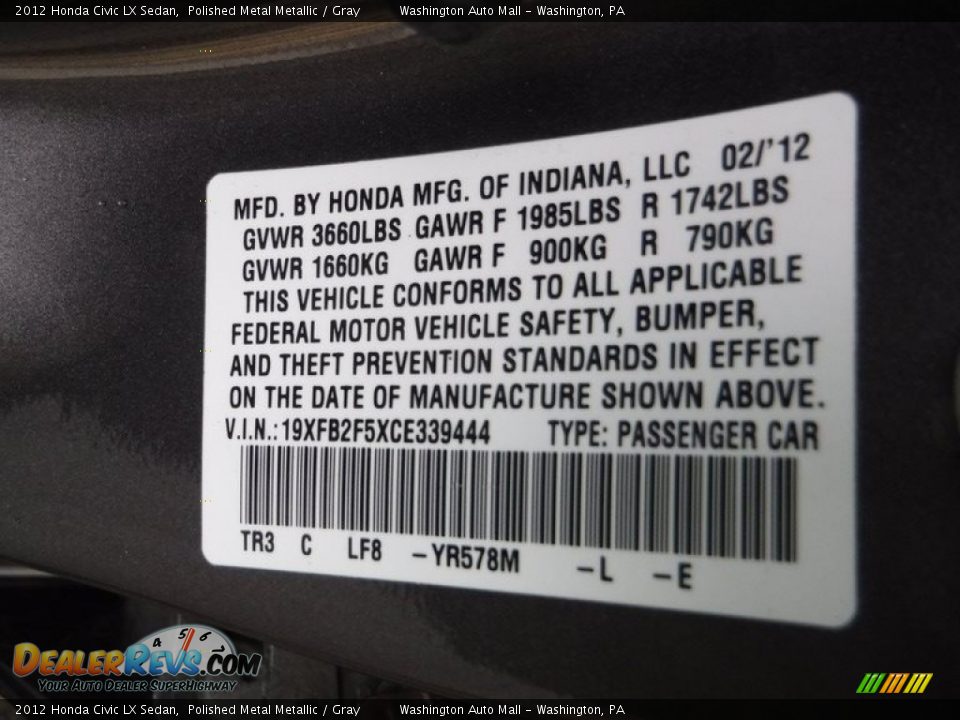 2012 Honda Civic LX Sedan, Polished Metal Metallic / Gray Washington Auto Mall - Washington, PA
MFD. BY HONDA MFG. OF INDIANA, LLC 02/'12
GVWR 3660LBS GAWR F 1985LBS R 1742LBS
GVWR 1660KG GAWR F 900KG R 790KG
THIS VEHICLE CONFORMS TO ALL APPLICABLE
FEDERAL MOTOR VEHICLE SAFETY, BUMPER,
AND THEFT PREVENTION STANDARDS IN EFFECT
ON THE DATE OF MANUFACTURE SHOWN ABOVE.
V.I.N.:19XFB2F5XCE339444 TYPE: PASSENGER CAR
TR3 C LF8 -YR578M -L -E
4 5 6 7
DEALERREVS.COM
YOUR AUTO DEALER SUPERHIGHWAY
2012 Honda Civic LX Sedan, Polished Metal Metallic / Gray Washington Auto Mall - Washington, PA